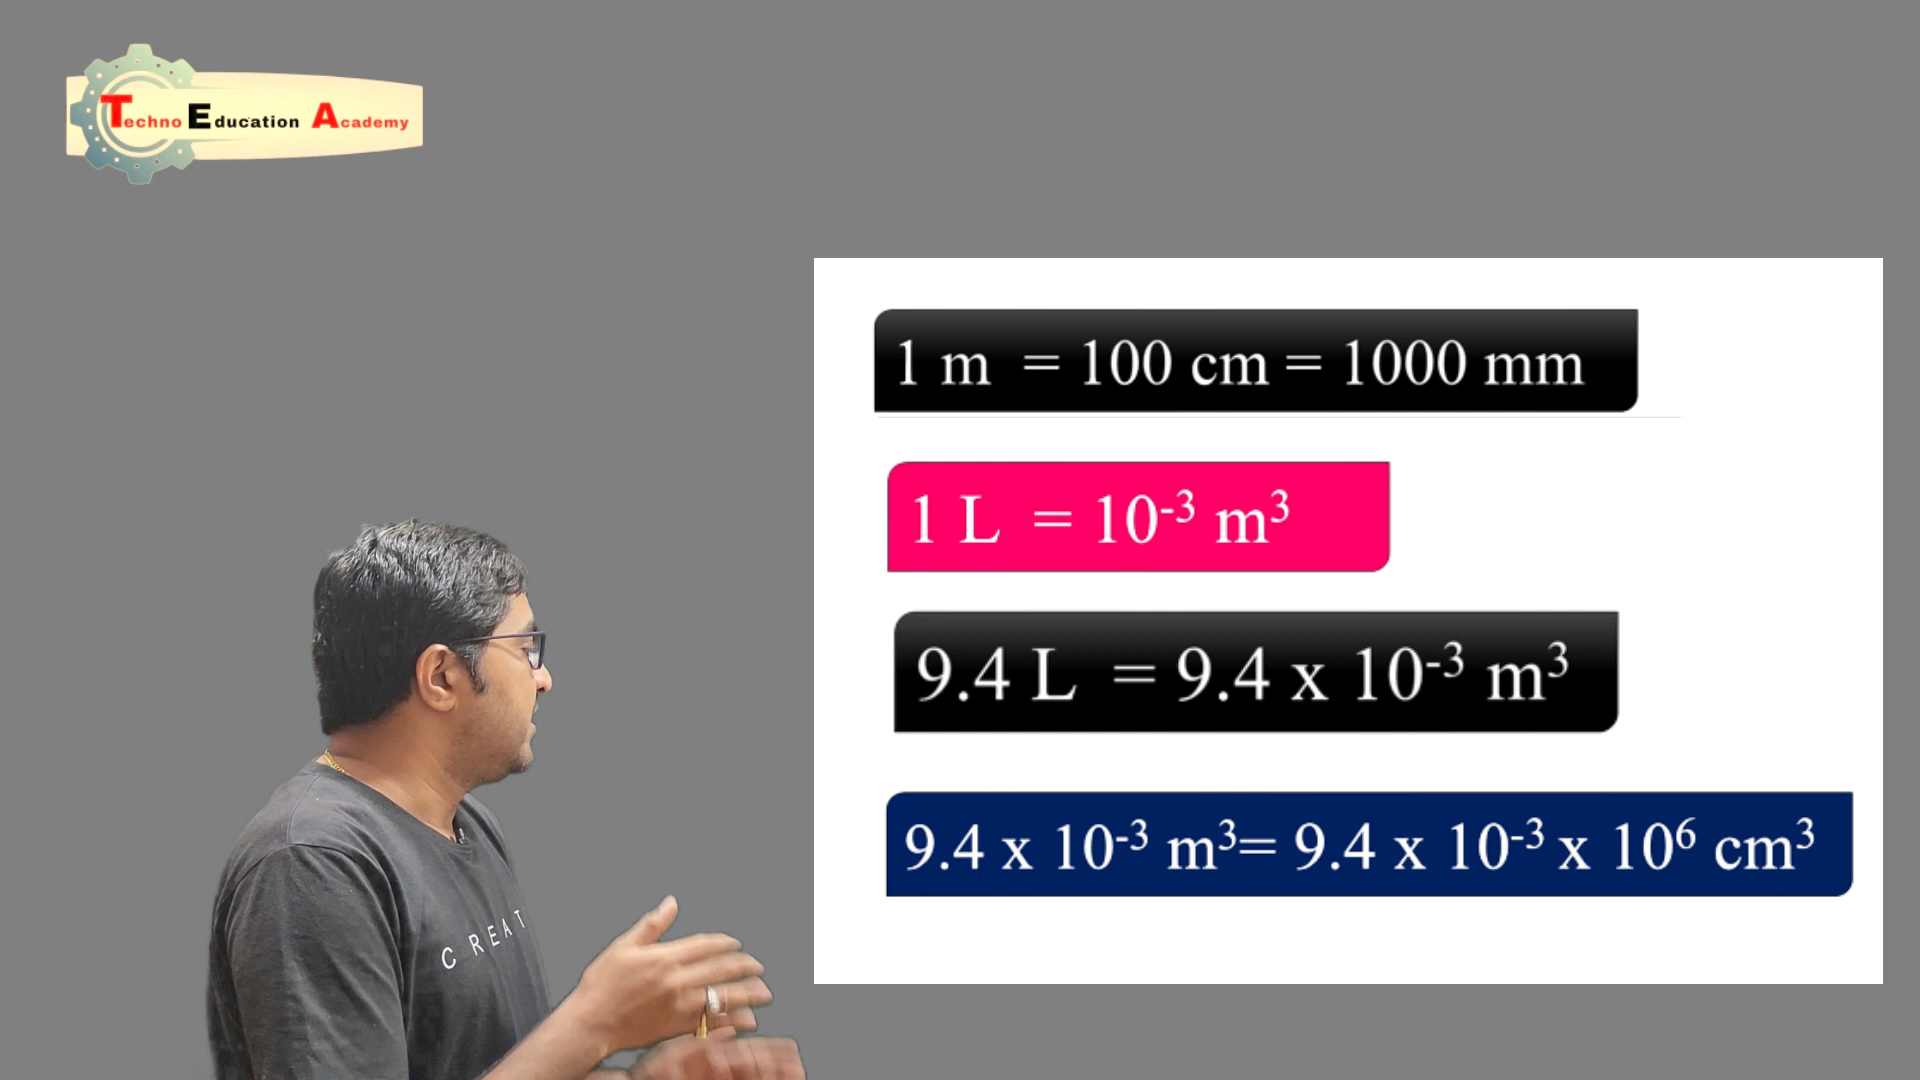 Techno Education Academy
1 m = 100 cm = 1000 mm
1 L = 10⁻³ m³
9.4 L = 9.4 x 10⁻³ m³
9.4 x 10⁻³ m³= 9.4 x 10⁻³ x 10⁶ cm³
C R E A T